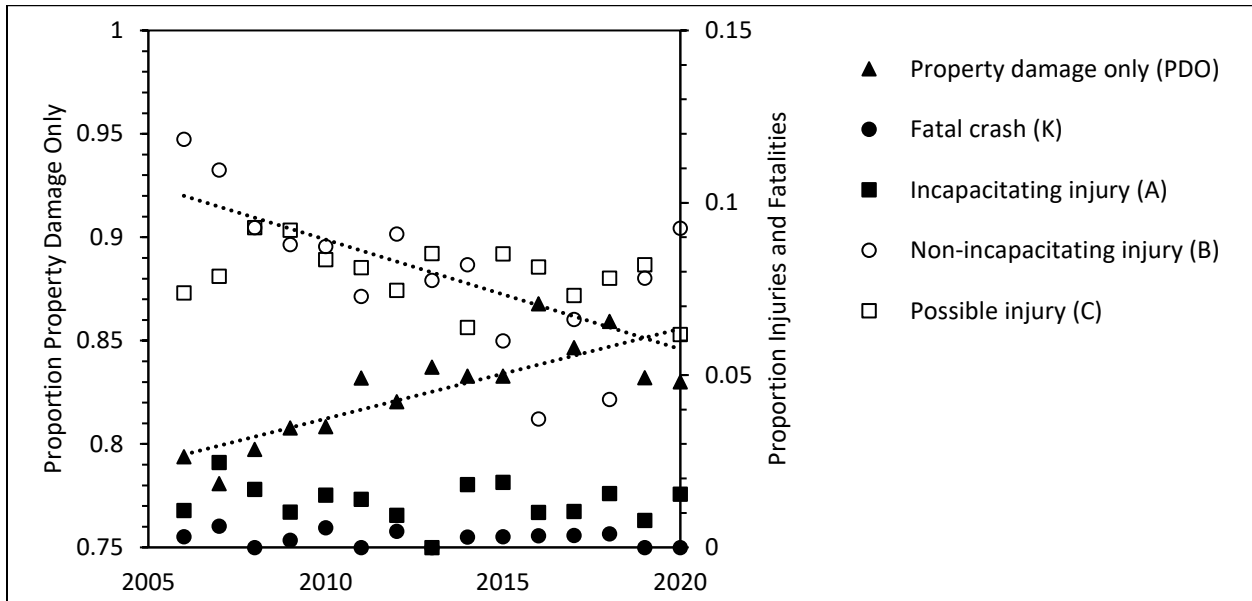 1
0.95
0.9
0.85
0.8
0.75
Proportion Property Damage Only
2005
2010
2015
2020
0.15
0.1
0.05
0
Proportion Injuries and Fatalities
Property damage only (PDO)
Fatal crash (K)
Incapacitating injury (A)
Non-incapacitating injury (B)
Possible injury (C)